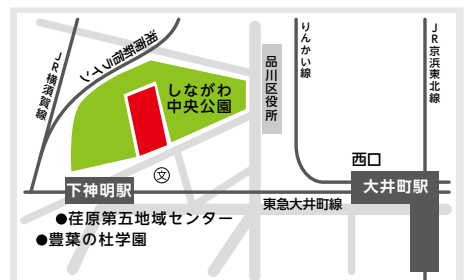 JR横須賀線
湘南新宿ライン
しながわ
中央公園
品川区役所
りんかい線
JR京浜東北線
西口
大井町駅
文
下神明駅
東急大井町線
●荏原第五地域センター
●豊葉の杜学園